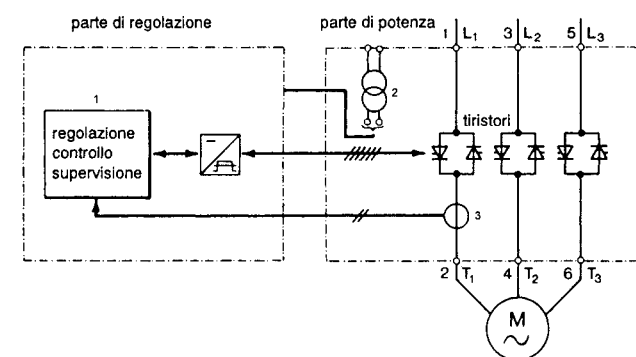 parte di regolazione
parte di potenza
1 L1
3 L2
5 L3
1
2
regolazione
controllo
supervisione
tiristori
3
2 T1
4 T2
6 T3
M